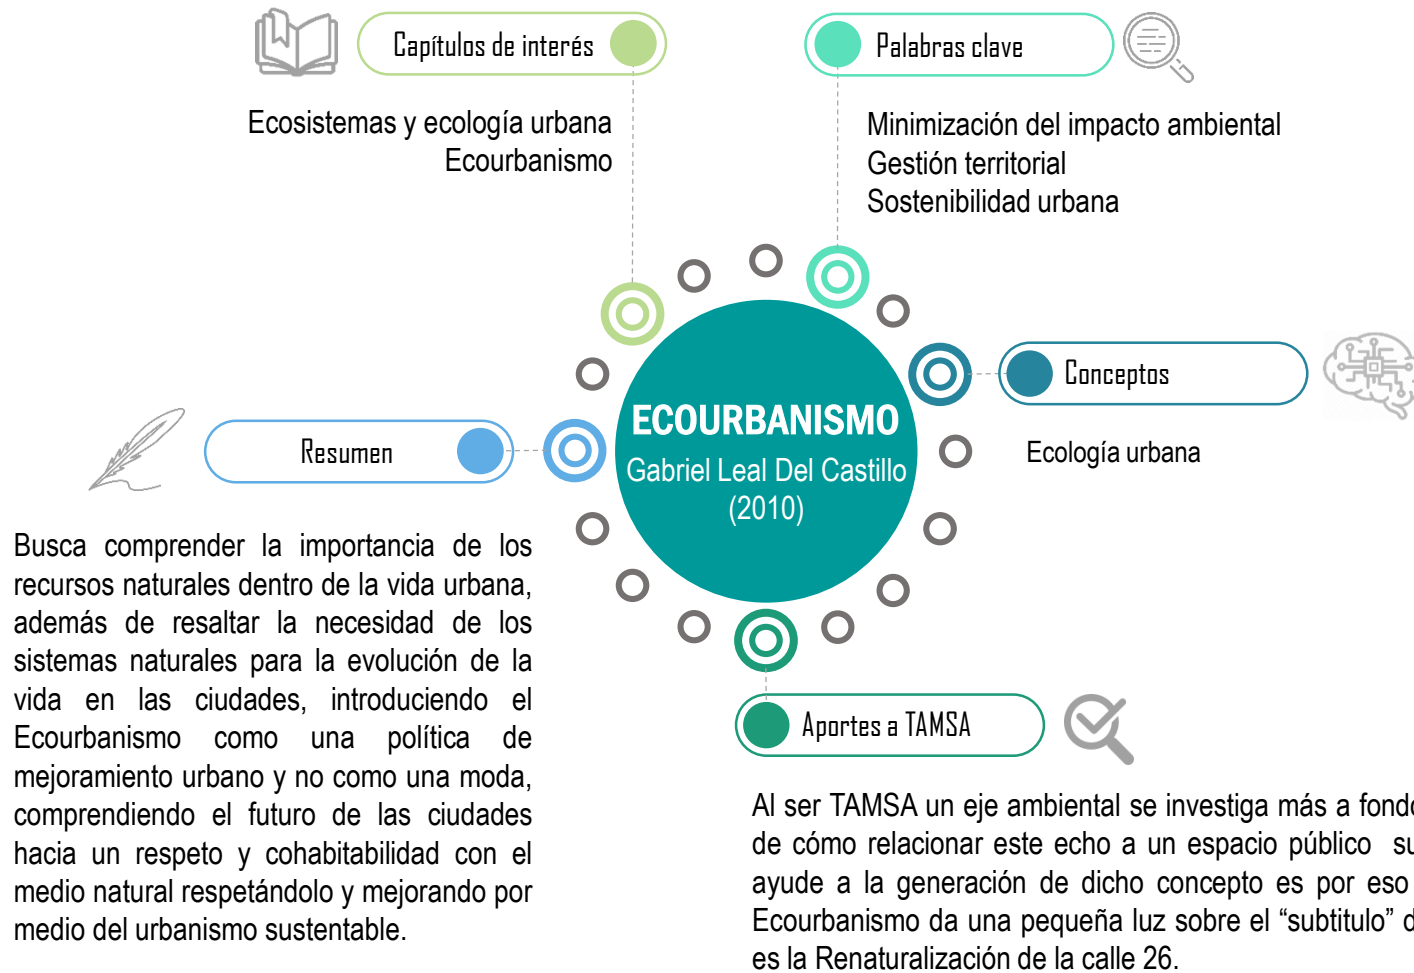 Capítulos de interés
Palabras clave
Ecosistemas y ecología urbana
Ecourbanismo
Minimización del impacto ambiental
Gestión territorial
Sostenibilidad urbana
Conceptos
Ecología urbana
ECOURBANISMO
Gabriel Leal Del Castillo
(2010)
Resumen
Busca comprender la importancia de los
recursos naturales dentro de la vida urbana,
además de resaltar la necesidad de los
sistemas naturales para la evolución de la
vida en las ciudades, introduciendo el
Ecourbanismo como una política de
mejoramiento urbano y no como una moda,
comprendiendo el futuro de las ciudades
hacia un respeto y cohabitabilidad con el
medio natural respetándolo y mejorando por
medio del urbanismo sustentable.
Aportes a TAMSA
Al ser TAMSA un eje ambiental se investiga más a fondo
de cómo relacionar este echo a un espacio público
ayude a la generación de dicho concepto es por eso
Ecourbanismo da una pequeña luz sobre el “subtitulo”
es la Renaturalización de la calle 26.